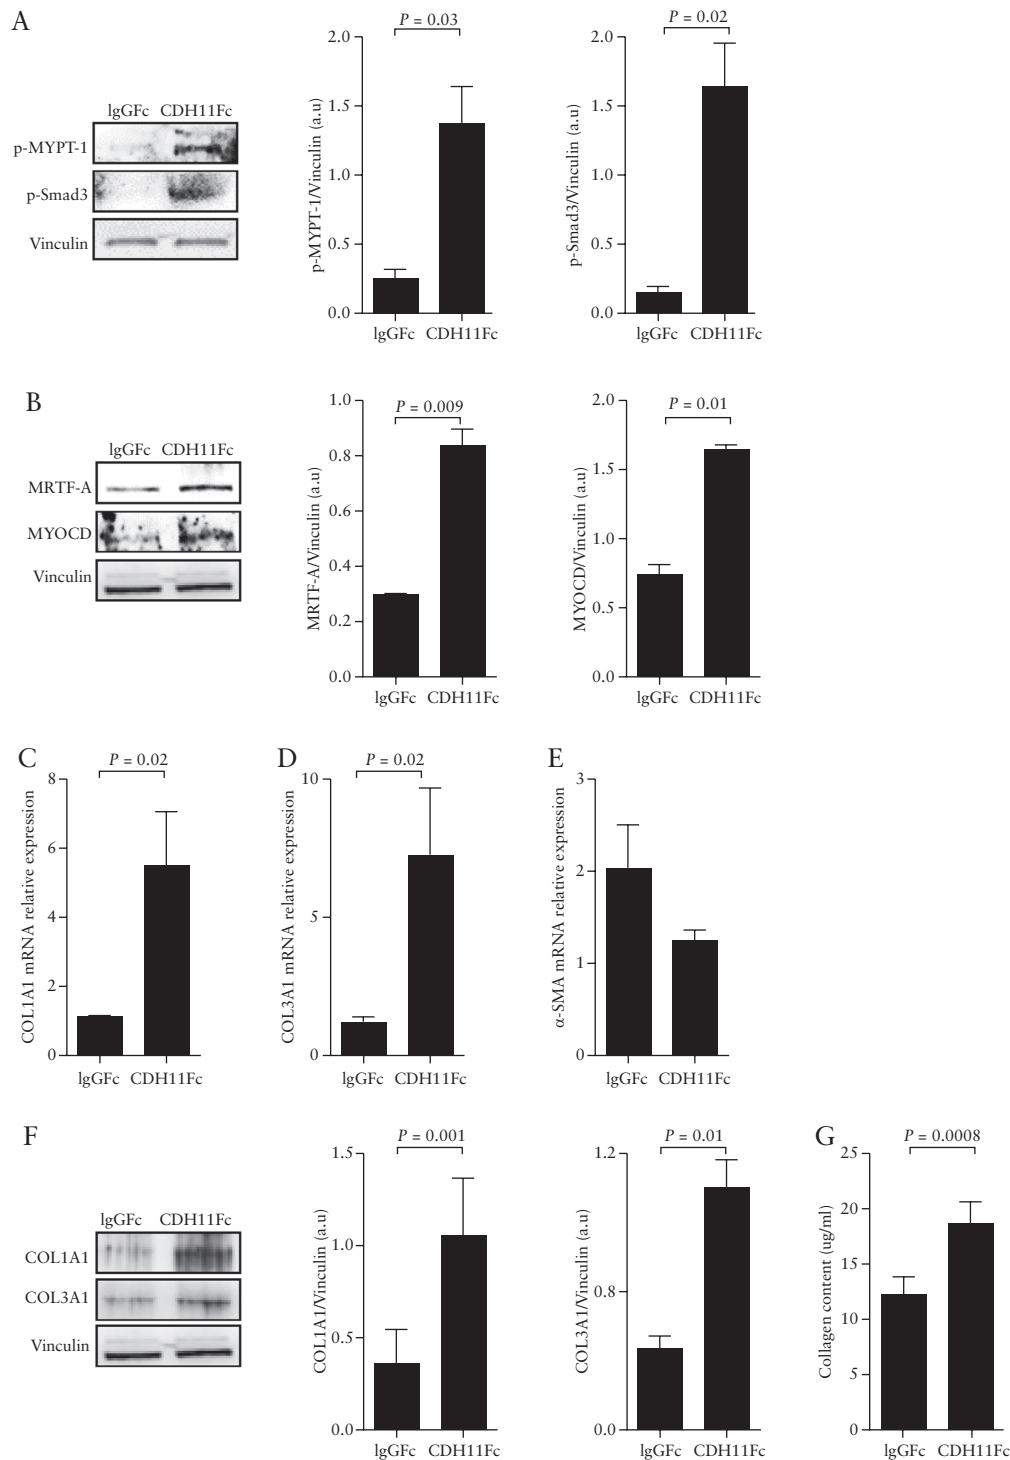 A
lgGFc CDH11Fc
p-MYPT-1
p-Smad3
Vinculin
P = 0.03
p-MYPT-1/Vinculin (a.u)
2.0
1.5
1.0
0.5
0.0
lgGFc CDH11Fc
P = 0.02
p-Smad3/Vinculin (a.u)
2.0
1.5
1.0
0.5
0.0
lgGFc CDH11Fc
B
lgGFc CDH11Fc
MRTF-A
MYOCD
Vinculin
P = 0.009
MRTF-A/Vinculin (a.u)
1.0
0.8
0.6
0.4
0.2
0.0
lgGFc CDH11Fc
P = 0.01
MYOCD/Vinculin (a.u)
2.0
1.5
1.0
0.5
0.0
lgGFc CDH11Fc
C
P = 0.02
COL1A1 mRNA relative expression
8
6
4
2
0
lgGFc CDH11Fc
D
P = 0.02
COL3A1 mRNA relative expression
10
5
0
lgGFc CDH11Fc
E
α-SMA mRNA relative expression
3
2
1
0
lgGFc CDH11Fc
F
lgGFc CDH11Fc
COL1A1
COL3A1
Vinculin
P = 0.001
COL1A1/Vinculin (a.u)
1.5
1.0
0.5
0.0
lgGFc CDH11Fc
P = 0.01
COL3A1/Vinculin (a.u)
1.2
0.8
0.0
lgGFc CDH11Fc
G
P = 0.0008
Collagen content (ug/ml)
25
20
15
10
5
0
lgGFc CDH11Fc